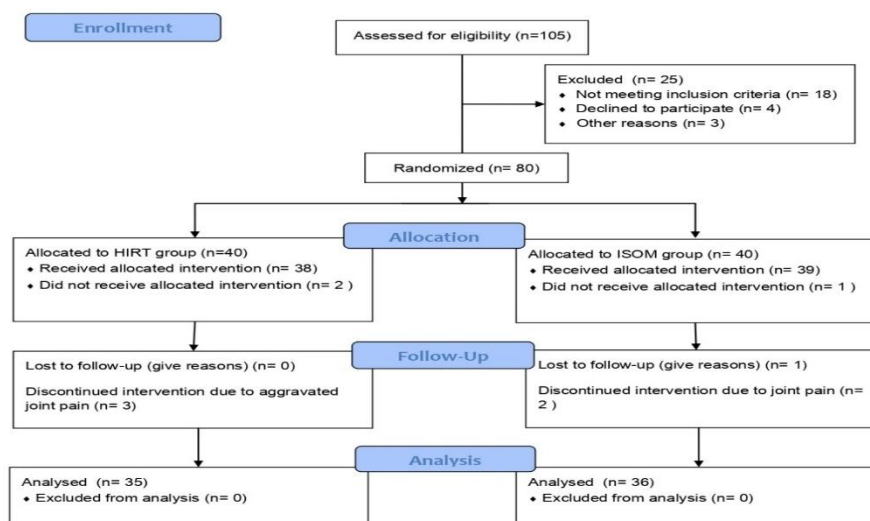 Enrollment
Assessed for eligibility (n=105)
Excluded (n= 25)
⬥ Not meeting inclusion criteria (n= 18)
⬥ Declined to participate (n= 4)
⬥ Other reasons (n= 3)
Randomized (n= 80)
Allocation
Allocated to HIRT group (n=40)
⬥ Received allocated intervention (n= 38)
⬥ Did not receive allocated intervention (n= 2 )
Allocated to ISOM group (n= 40)
⬥ Received allocated intervention (n= 39)
⬥ Did not receive allocated intervention (n= 1 )
Follow-Up
Lost to follow-up (give reasons) (n= 0)
Discontinued intervention due to aggravated
joint pain (n= 3)
Lost to follow-up (give reasons) (n= 1)
Discontinued intervention due to joint pain (n=
2 )
Analysis
Analysed (n= 35)
⬥ Excluded from analysis (n= 0)
Analysed (n= 36)
⬥ Excluded from analysis (n= 0)